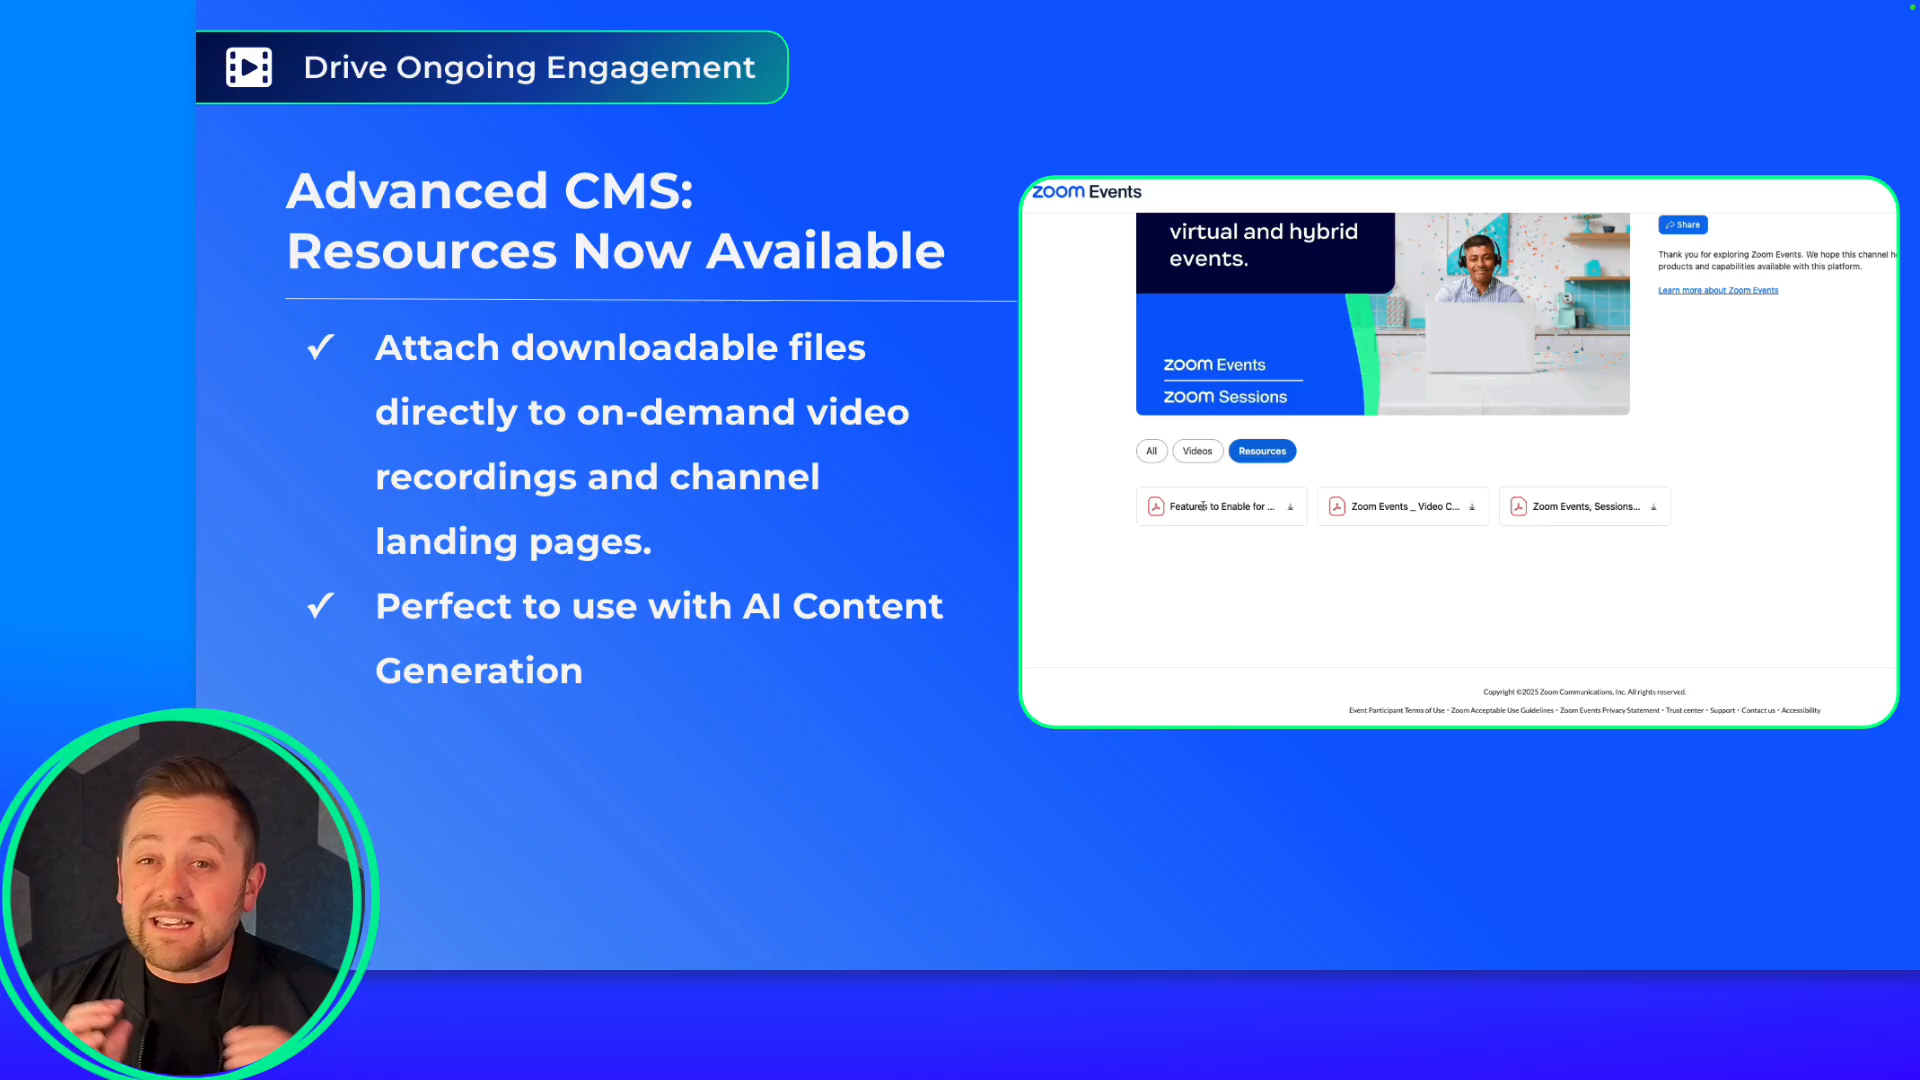 Drive Ongoing Engagement
Advanced CMS:
Resources Now Available
✓ Attach downloadable files
directly to on-demand video
recordings and channel
landing pages.
✓ Perfect to use with AI Content
Generation
zoom Events
virtual and hybrid
events.
zoom Events
zoom Sessions
Share
Thank you for exploring Zoom Events. We hope this channel h
products and capabilities available with this platform.
Learn more about Zoom Events
All Videos Resources
Features to Enable for ... Zoom Events _ Video C... Zoom Events, Sessions...
Copyright ©2025 Zoom Communications, Inc. All rights reserved.
Event Participant Terms of Use • Zoom Acceptable Use Guidelines • Zoom Events Privacy Statement • Trust center • Support • Contact us • Accessibility